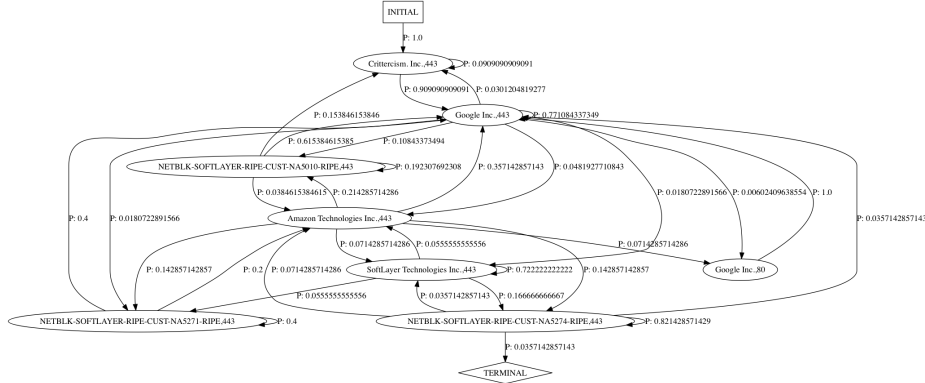 INITIAL
P: 1.0
Crittercism. Inc.,443
P: 0.0909090909091
P: 0.909090909091
P: 0.0301204819277
P: 0.153846153846
Google Inc.,443
P: 0.771084337349
P: 0.615384615385
P: 0.10843373494
NETBLK-SOFTLAYER-RIPE-CUST-NA5010-RIPE,443
P: 0.192307692308
P: 0.357142857143
P: 0.0481927710843
P: 0.0180722891566
P: 0.00602409638554
P: 1.0
P: 0.0384615384615
P: 0.214285714286
P: 0.4
P: 0.0180722891566
Amazon Technologies Inc.,443
P: 0.0357142857143
P: 0.142857142857
P: 0.2
P: 0.0714285714286
P: 0.0714285714286
P: 0.0555555555556
P: 0.142857142857
P: 0.0714285714286
SoftLayer Technologies Inc.,443
P: 0.722222222222
Google Inc.,80
P: 0.0555555555556
P: 0.0357142857143
P: 0.166666666667
NETBLK-SOFTLAYER-RIPE-CUST-NA5271-RIPE,443
P: 0.4
NETBLK-SOFTLAYER-RIPE-CUST-NA5274-RIPE,443
P: 0.821428571429
P: 0.0357142857143
TERMINAL